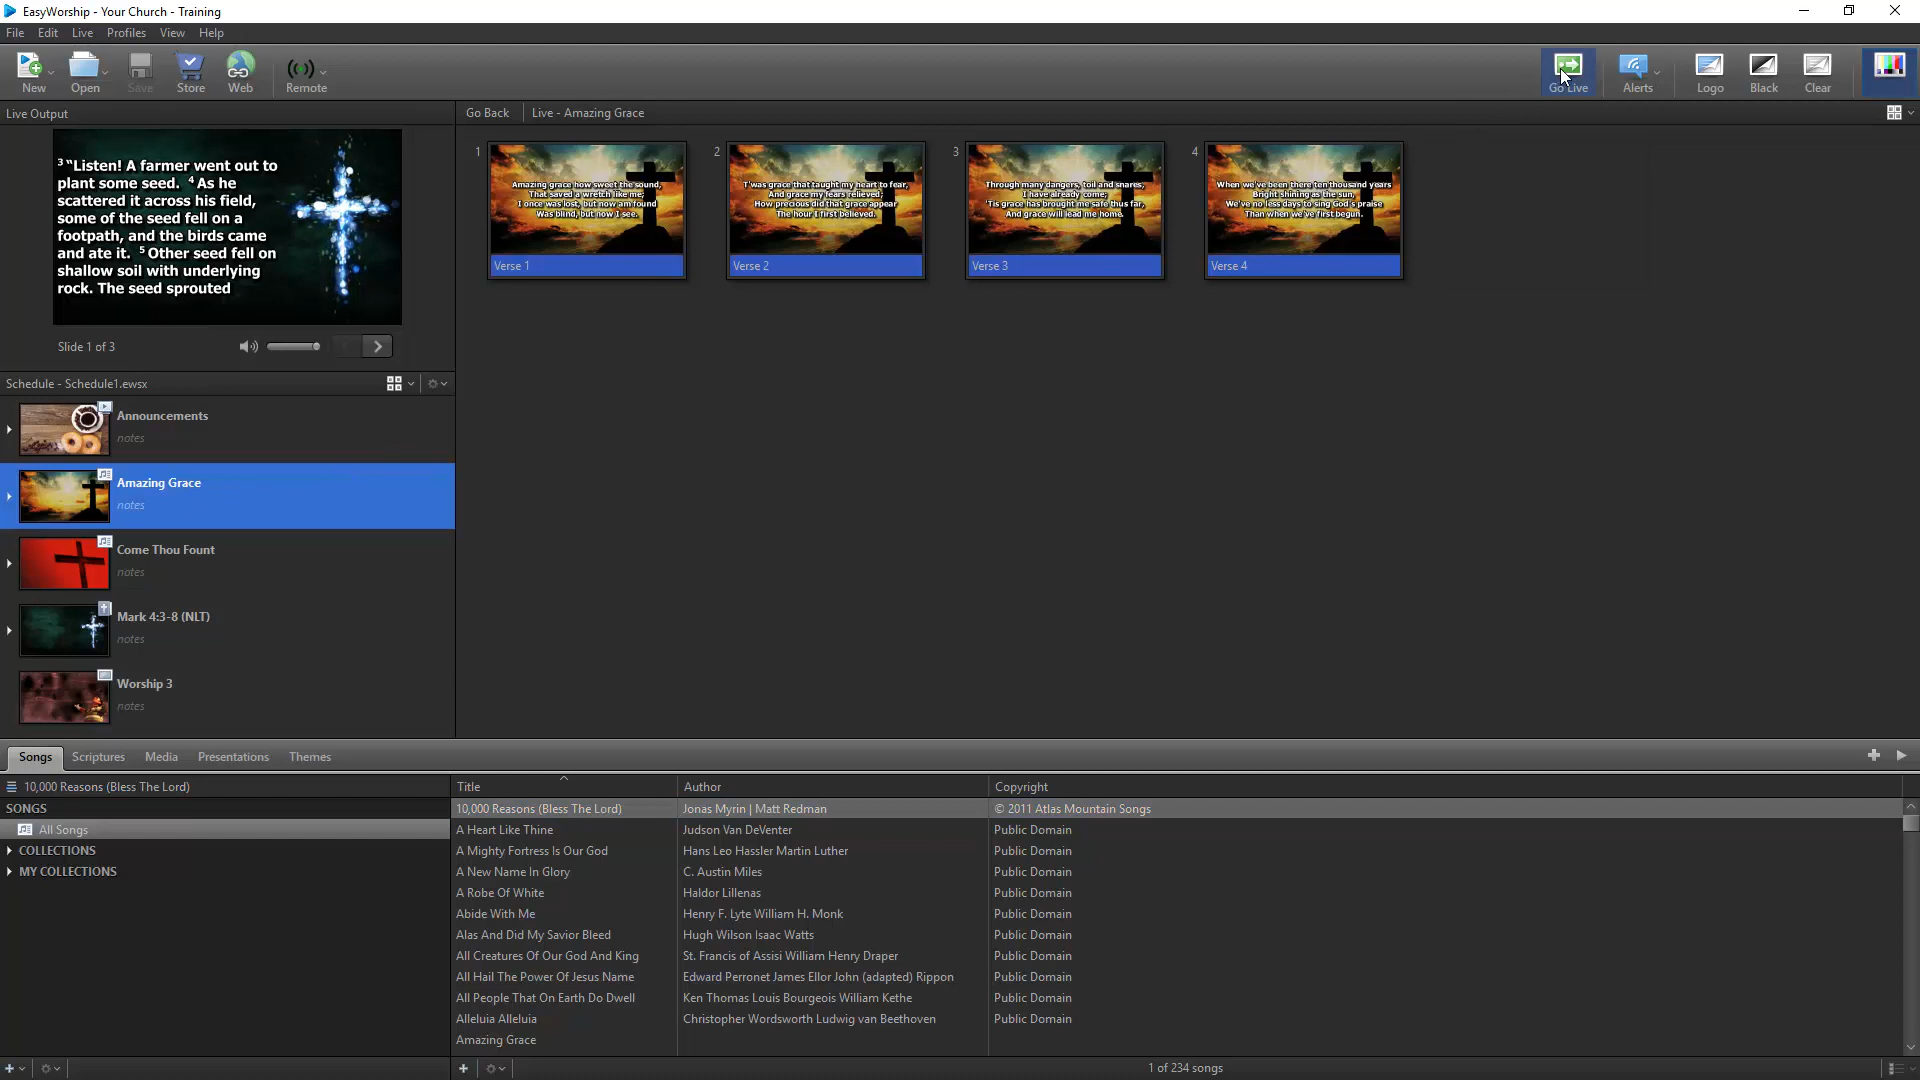 EasyWorship - Your Church - Training
File Edit Live Profiles View Help
New Open Save Store Web Remote Go Live Alerts Logo Black Clear
Live Output
Go Back Live - Amazing Grace
3 "Listen! A farmer went out to
plant some seed. 4 As he
scattered it across his field,
some of the seed fell on a
footpath, and the birds came
and ate it. 5 Other seed fell on
shallow soil with underlying
rock. The seed sprouted
Slide 1 of 3
1
Amazing grace how sweet the sound,
That saved a wretch like me;
I once was lost, but now am found
Was blind, but now I see.
Verse 1
2
T'was grace that taught my heart to fear,
And grace my fears relieved;
How precious did that grace appear
The hour I first believed.
Verse 2
3
Through many dangers, toil and snares,
I have already come;
'Tis grace has brought me safe thus far,
And grace will lead me home.
Verse 3
4
When we've been there ten thousand years
Bright shining as the sun,
We've no less days to sing God's praise
Than when we've first begun.
Verse 4
Schedule - Schedule1.ewsx
Announcements
notes
Amazing Grace
notes
Come Thou Fount
notes
Mark 4:3-8 (NLT)
notes
Worship 3
notes
Songs Scriptures Media Presentations Themes
10,000 Reasons (Bless The Lord)
SONGS
All Songs
COLLECTIONS
MY COLLECTIONS
Title Author Copyright
10,000 Reasons (Bless The Lord) Jonas Myrin | Matt Redman © 2011 Atlas Mountain Songs
A Heart Like Thine Judson Van DeVenter Public Domain
A Mighty Fortress Is Our God Hans Leo Hassler Martin Luther Public Domain
A New Name In Glory C. Austin Miles Public Domain
A Robe Of White Haldor Lillenas Public Domain
Abide With Me Henry F. Lyte William H. Monk Public Domain
Alas And Did My Savior Bleed Hugh Wilson Isaac Watts Public Domain
All Creatures Of Our God And King St. Francis of Assisi William Henry Draper Public Domain
All Hail The Power Of Jesus Name Edward Perronet James Ellor John (adapted) Rippon Public Domain
All People That On Earth Do Dwell Ken Thomas Louis Bourgeois William Kethe Public Domain
Alleluia Alleluia Christopher Wordsworth Ludwig van Beethoven Public Domain
Amazing Grace
1 of 234 songs